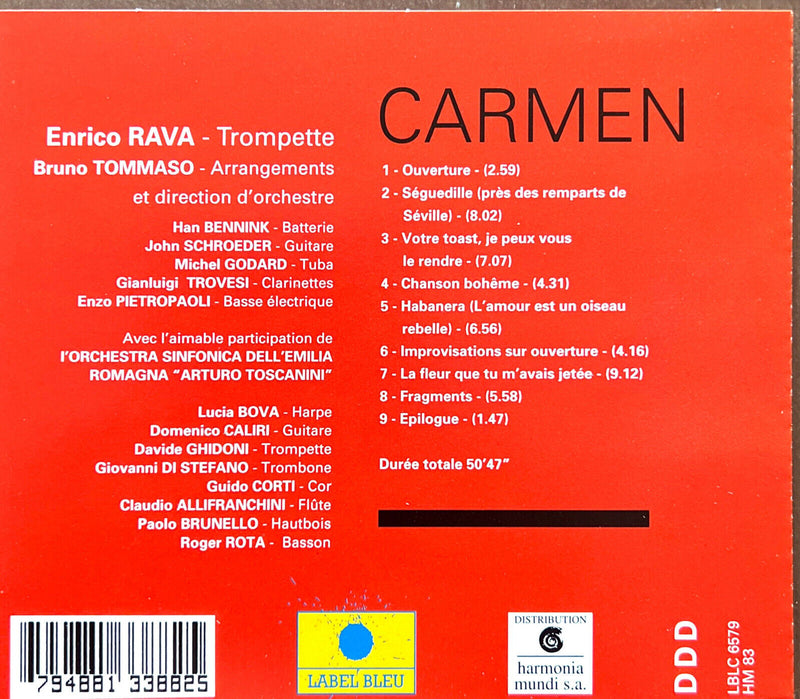 Enrico RAVA - Trompette
Bruno TOMMASO - Arrangements
et direction d'orchestre
Han BENNINK - Batterie
John SCHROEDER - Guitare
Michel GODARD - Tuba
Gianluigi TROVESI - Clarinettes
Enzo PIETROPAOLI - Basse électrique
Avec l'aimable participation de
l'ORCHESTRA SINFONICA DELL'EMILIA
ROMAGNA "ARTURO TOSCANINI"
Lucia BOVA - Harpe
Domenico CALIRI - Guitare
Davide GHIDONI - Trompette
Giovanni DI STEFANO - Trombone
Guido CORTI - Cor
Claudio ALLIFRANCHINI - Flûte
Paolo BRUNELLO - Hautbois
Roger ROTA - Basson
CARMEN
1 - Ouverture - (2.59)
2 - Séguedille (près des remparts de
Séville) - (8.02)
3 - Votre toast, je peux vous
le rendre - (7.07)
4 - Chanson bohême - (4.31)
5 - Habanera (L'amour est un oiseau
rebelle) - (6.56)
6 - Improvisations sur ouverture - (4.16)
7 - La fleur que tu m'avais jetée - (9.12)
8 - Fragments - (5.58)
9 - Epilogue - (1.47)
Durée totale 50'47"
794881 338825
LABEL BLEU
DISTRIBUTION
harmonia
mundi s.a.
DDD
LBLC 6579
HM 83